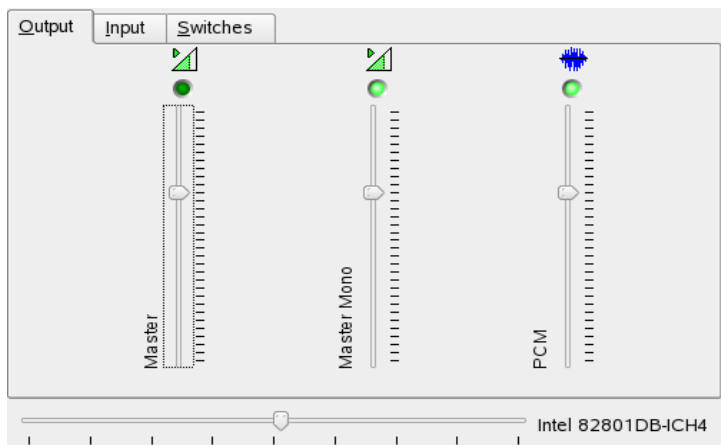 Output Input Switches
Master
Master Mono
PCM
Intel 82801DB-ICH4